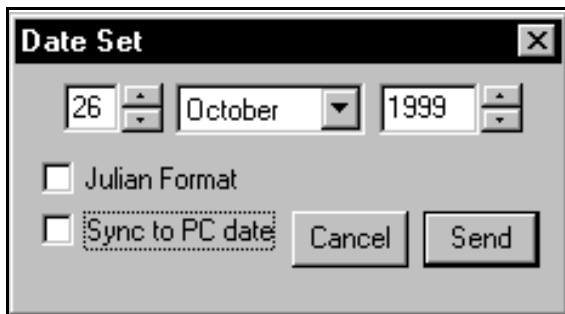 Date Set
26 October 1999
Julian Format
Sync to PC date Cancel Send